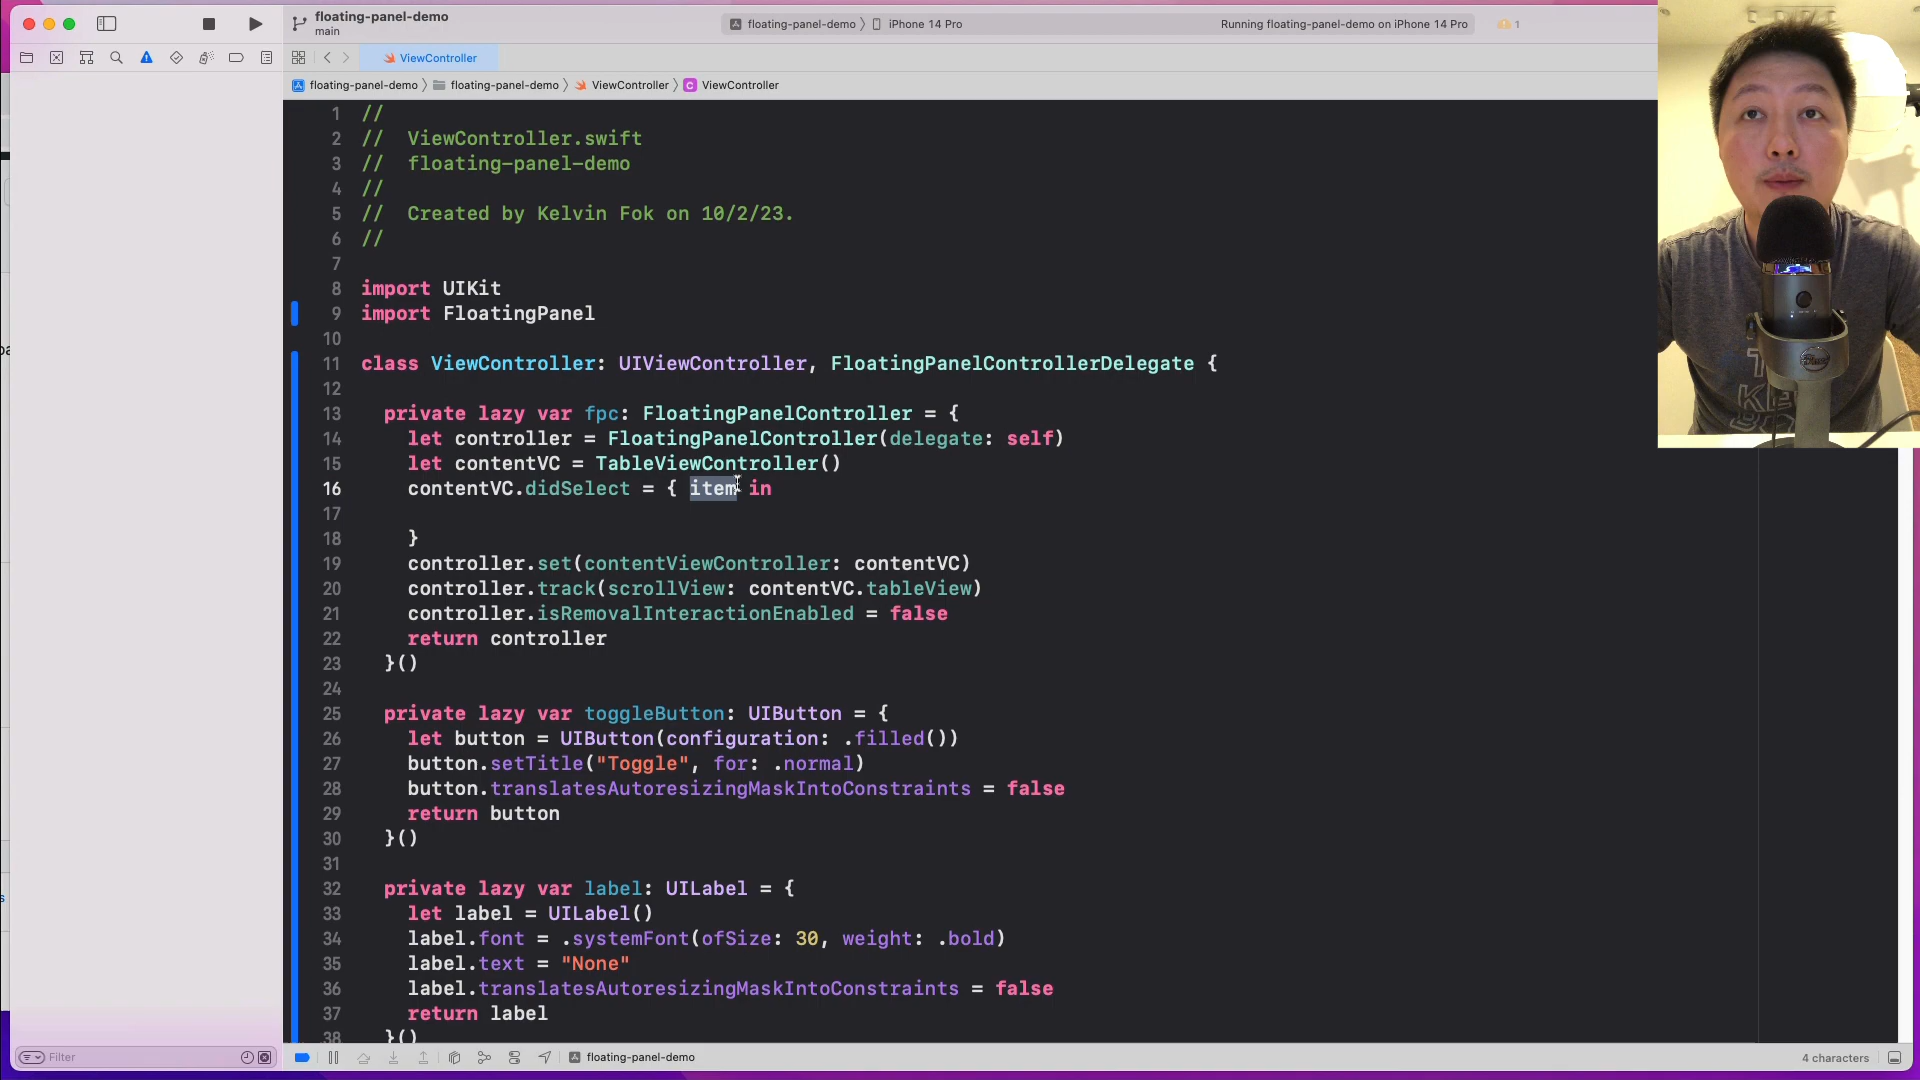 floating-panel-demo
main
floating-panel-demo
iPhone 14 Pro
Running floating-panel-demo on iPhone 14 Pro
1
ViewController
floating-panel-demo
floating-panel-demo
ViewController
C
ViewController
1 //
2 //  ViewController.swift
3 //  floating-panel-demo
4 //
5 //  Created by Kelvin Fok on 10/2/23.
6 //
7
8 import UIKit
9 import FloatingPanel
10
11 class ViewController: UIViewController, FloatingPanelControllerDelegate {
12
13 private lazy var fpc: FloatingPanelController = {
14 let controller = FloatingPanelController(delegate: self)
15 let contentVC = TableViewController()
16 contentVC.didSelect = { item in
17
18 }
19 controller.set(contentViewController: contentVC)
20 controller.track(scrollView: contentVC.tableView)
21 controller.isRemovalInteractionEnabled = false
22 return controller
23 }()
24
25 private lazy var toggleButton: UIButton = {
26 let button = UIButton(configuration: .filled())
27 button.setTitle("Toggle", for: .normal)
28 button.translatesAutoresizingMaskIntoConstraints = false
29 return button
30 }()
31
32 private lazy var label: UILabel = {
33 let label = UILabel()
34 label.font = .systemFont(ofSize: 30, weight: .bold)
35 label.text = "None"
36 label.translatesAutoresizingMaskIntoConstraints = false
37 return label
38 }()
Filter
floating-panel-demo
4 characters